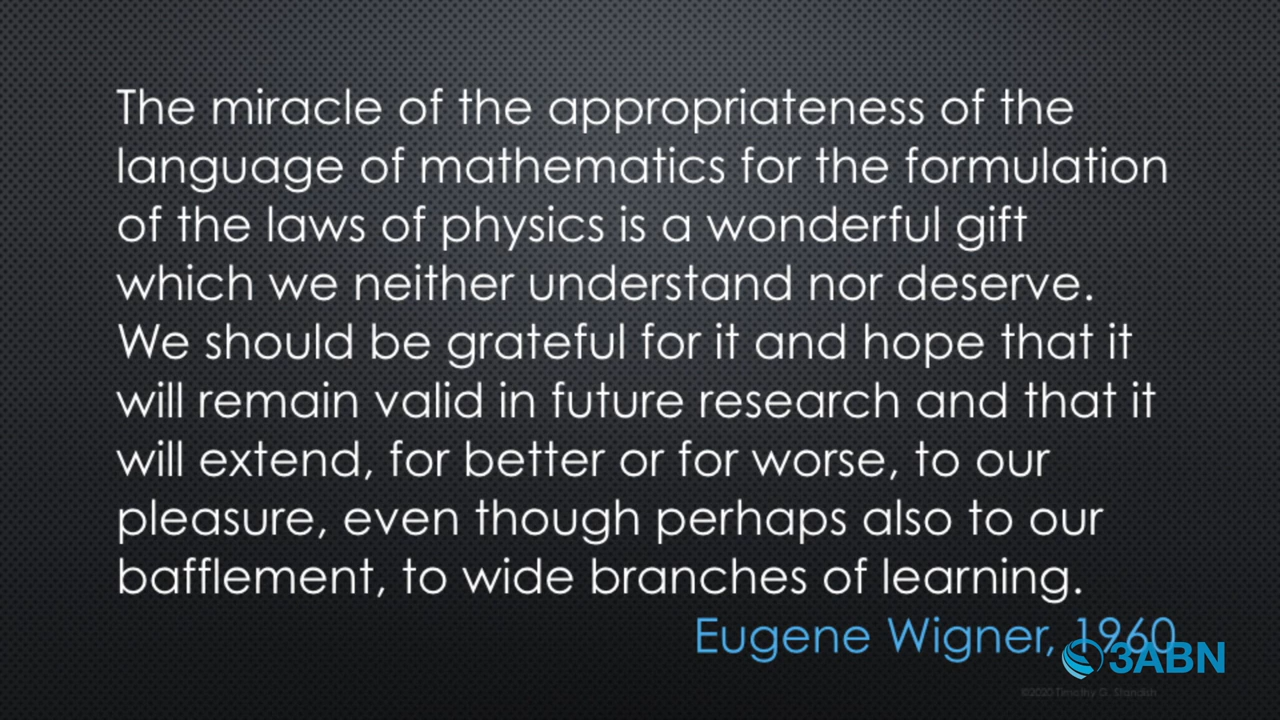 The miracle of the appropriateness of the
language of mathematics for the formulation
of the laws of physics is a wonderful gift
which we neither understand nor deserve.
We should be grateful for it and hope that it
will remain valid in future research and that it
will extend, for better or for worse, to our
pleasure, even though perhaps also to our
bafflement, to wide branches of learning.
Eugene Wigner, 1960
3ABN
©2020 Timothy G. Standish